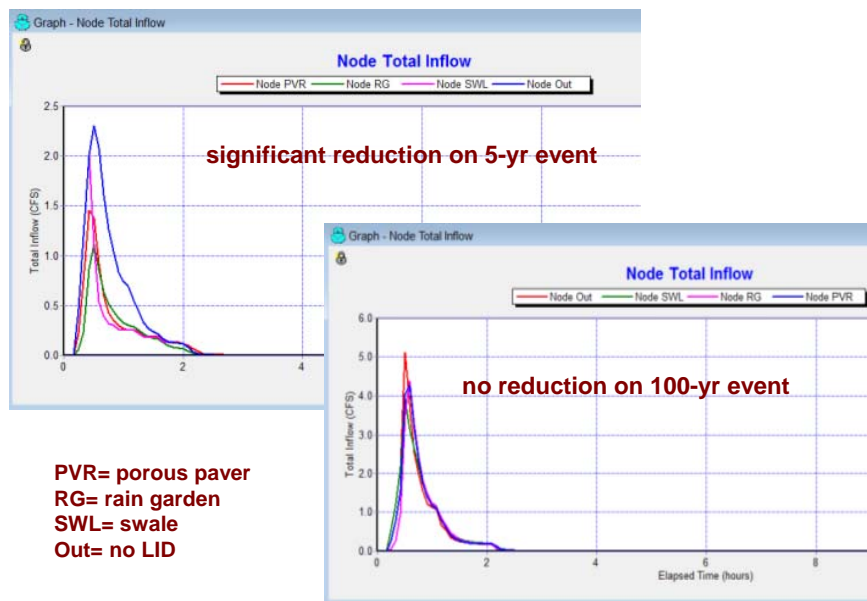 Graph - Node Total Inflow
Node Total Inflow
Node PVR Node RG Node SWL Node Out
2.5
2.0
1.5
1.0
0.5
0.0
Total Inflow (CFS)
0 2 4
significant reduction on 5-yr event
Graph - Node Total Inflow
Node Total Inflow
Node Out Node SWL Node RG Node PVR
6.0
5.0
4.0
3.0
2.0
1.0
0.0
Total Inflow (CFS)
0 2 4 6 8
Elapsed Time (hours)
no reduction on 100-yr event
PVR= porous paver
RG= rain garden
SWL= swale
Out= no LID